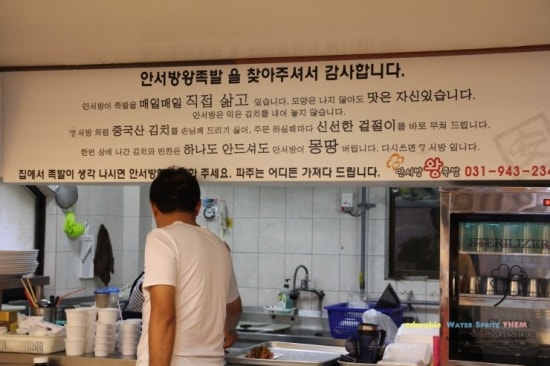 안서방왕족발 을 찾아주셔서 감사합니다.
안서방이 족발을 매일매일 직접 삶고 있습니다. 모양은 나지 않아도 맛은 자신있습니다.
안서방은 익은 김치를 내어 놓지 않습니다.
쌩 서방 처럼 중국산 김치를 손님께 드리기 싫어, 주문 하실때마다 신선한 겉절이를 바로 무쳐 드립니다.
한번 상에 나간 김치와 반찬은 하나도 안드셔도 안서방이 몽땅 버립니다. 다시쓰면 쌩 서방 입니다.
집에서 족발이 생각 나시면 안서방 주세요. 파주는 어디든 가져다 드립니다. 안서방 왕족발 031-943-234
STERILIZER
Water Sprite YHEM